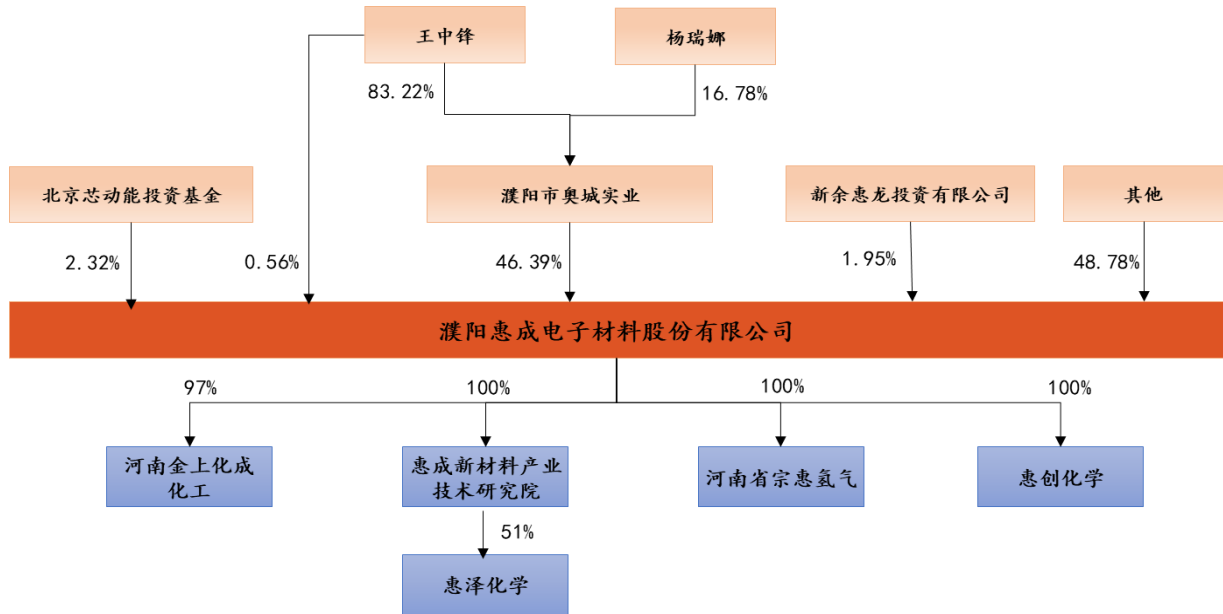 王中锋
杨瑞娜
83.22%
16.78%
北京芯动能投资基金
濮阳市奥城实业
新余惠龙投资有限公司
其他
2.32%
0.56%
46.39%
1.95%
48.78%
濮阳惠成电子材料股份有限公司
97%
100%
100%
100%
河南金上化成
化工
惠成新材料产业
技术研究院
河南省宗惠氢气
惠创化学
51%
惠泽化学